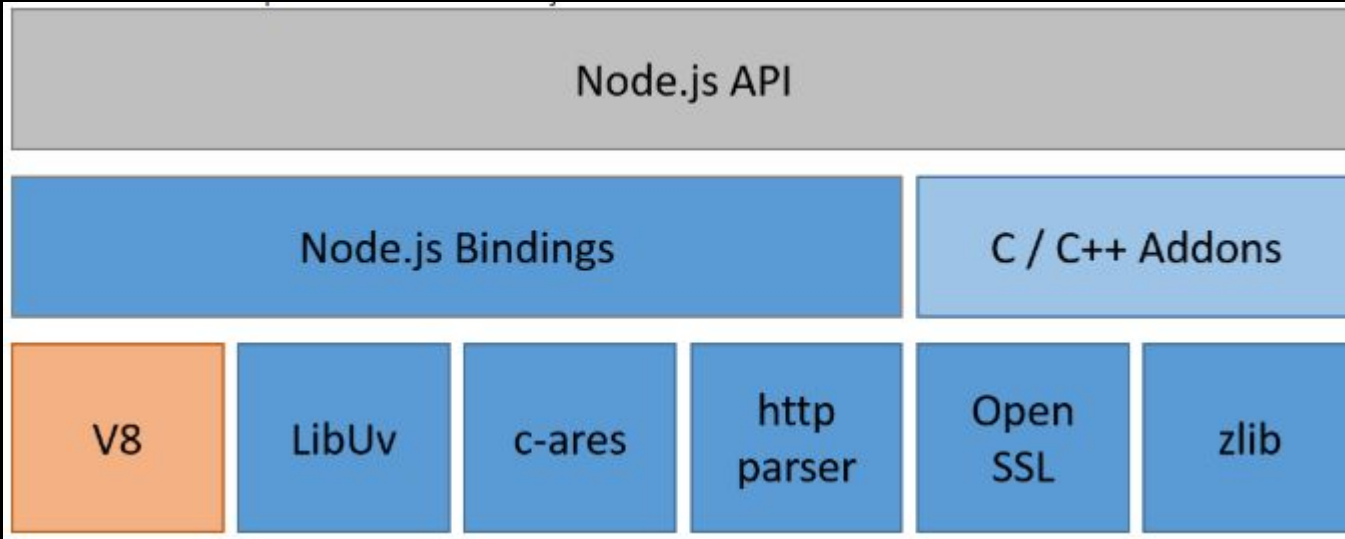 Node.js API
Node.js Bindings
C / C++ Addons
V8
LibUv
c-ares
http
parser
Open
SSL
zlib